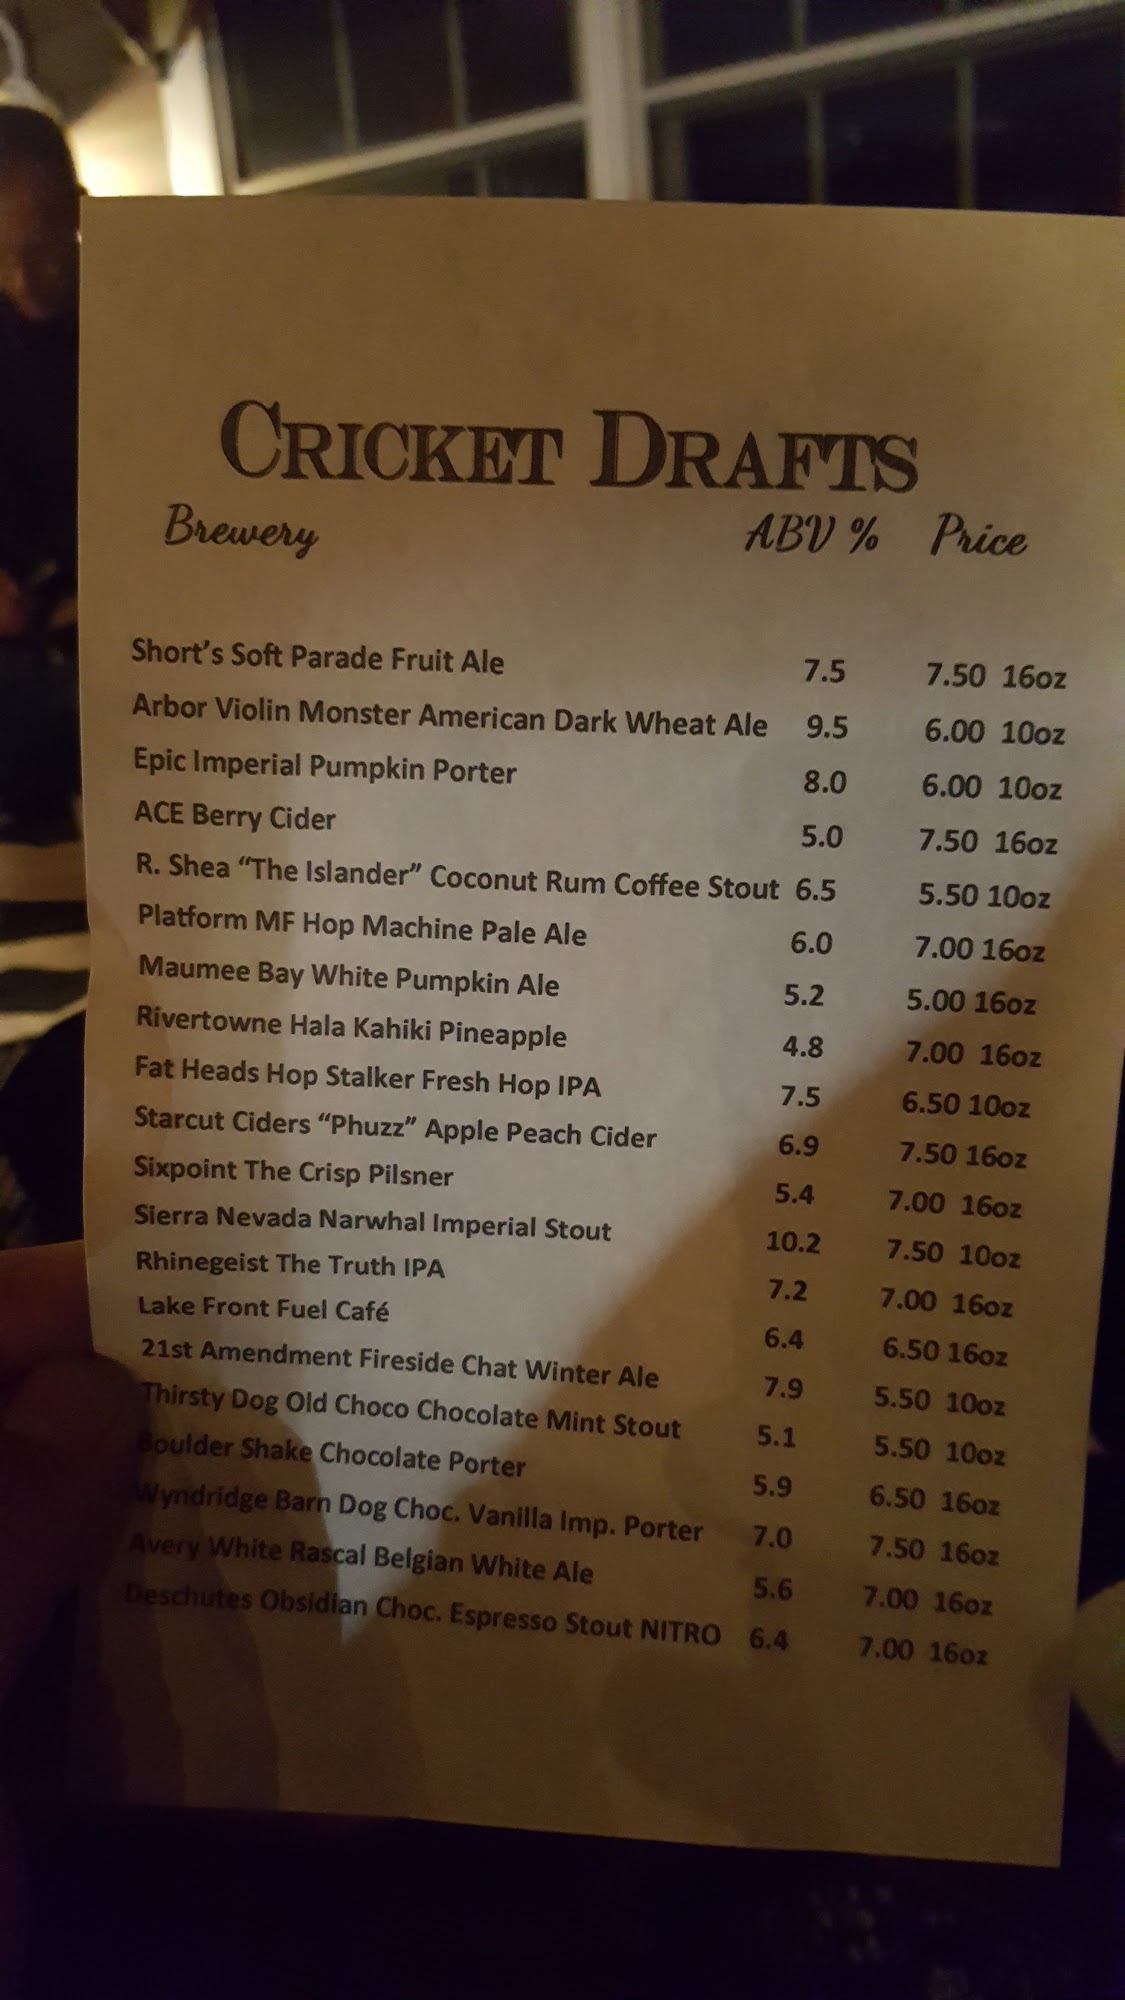 CRICKET DRAFTS
Brewery ABV % Price
Short's Soft Parade Fruit Ale 7.5 7.50 16oz
Arbor Violin Monster American Dark Wheat Ale 9.5 6.00 10oz
Epic Imperial Pumpkin Porter 8.0 6.00 10oz
ACE Berry Cider 5.0 7.50 16oz
R. Shea “The Islander” Coconut Rum Coffee Stout 6.5 5.50 10oz
Platform MF Hop Machine Pale Ale 6.0 7.00 16oz
Maumee Bay White Pumpkin Ale 5.2 5.00 16oz
Rivertowne Hala Kahiki Pineapple 4.8 7.00 16oz
Fat Heads Hop Stalker Fresh Hop IPA 7.5 6.50 10oz
Starcut Ciders “Phuzz” Apple Peach Cider 6.9 7.50 16oz
Sixpoint The Crisp Pilsner 5.4 7.00 16oz
Sierra Nevada Narwhal Imperial Stout 10.2 7.50 10oz
Rhinegeist The Truth IPA 7.2 7.00 16oz
Lake Front Fuel Café 6.4 6.50 16oz
21st Amendment Fireside Chat Winter Ale 7.9 5.50 10oz
Thirsty Dog Old Choco Chocolate Mint Stout 5.1 5.50 10oz
Boulder Shake Chocolate Porter 5.9 6.50 16oz
Wyndridge Barn Dog Choc. Vanilla Imp. Porter 7.0 7.50 16oz
Avery White Rascal Belgian White Ale 5.6 7.00 16oz
Deschutes Obsidian Choc. Espresso Stout NITRO 6.4 7.00 16oz